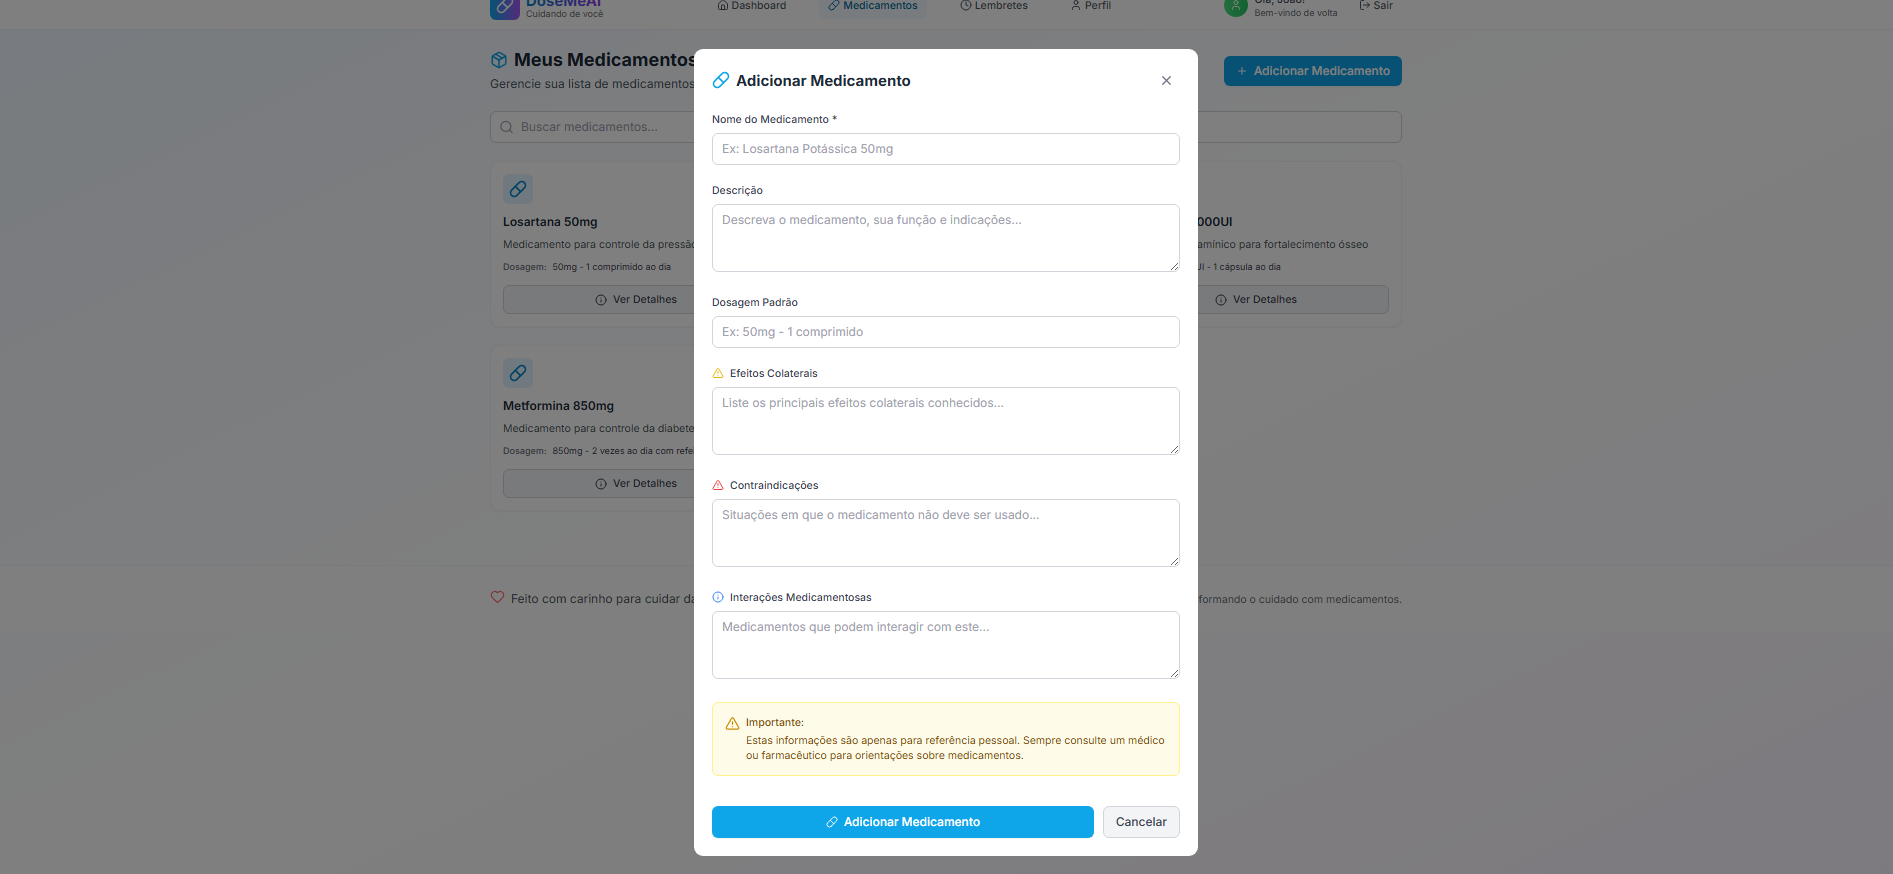 DoseMeAI
Cuidando de você
Dashboard
Medicamentos
Lembretes
Perfil
Olá, João!
Bem-vindo de volta
Sair
Meus Medicamentos
Gerencie sua lista de medicamentos
Adicionar Medicamento
Buscar medicamentos...
Losartana 50mg
Medicamento para controle da pressão
Dosagem: 50mg - 1 comprimido ao dia
Ver Detalhes
000UI
amínico para fortalecimento ósseo
UI - 1 cápsula ao dia
Ver Detalhes
Metformina 850mg
Medicamento para controle da diabete
Dosagem: 850mg - 2 vezes ao dia com refe
Ver Detalhes
Feito com carinho para cuidar da
formando o cuidado com medicamentos.
Adicionar Medicamento
Nome do Medicamento *
Ex: Losartana Potássica 50mg
Descrição
Descreva o medicamento, sua função e indicações...
Dosagem Padrão
Ex: 50mg - 1 comprimido
Efeitos Colaterais
Liste os principais efeitos colaterais conhecidos...
Contraindicações
Situações em que o medicamento não deve ser usado...
Interações Medicamentosas
Medicamentos que podem interagir com este...
Importante:
Estas informações são apenas para referência pessoal. Sempre consulte um médico
ou farmacêutico para orientações sobre medicamentos.
Adicionar Medicamento
Cancelar